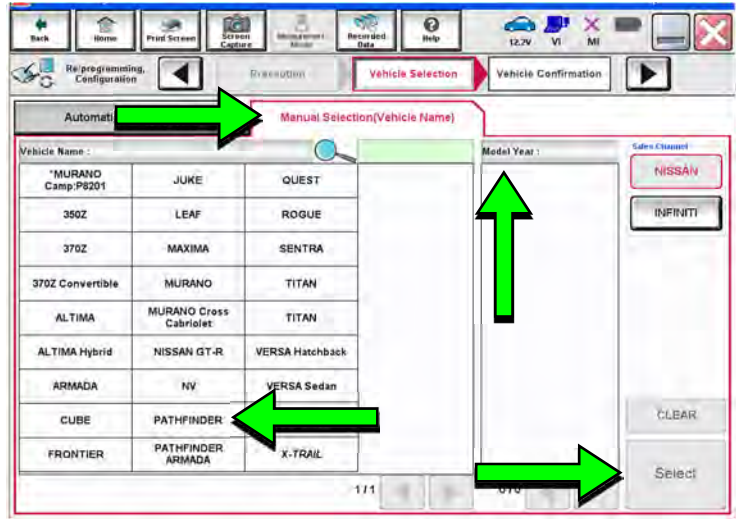 Back
Home
Print Screen
Screen
Capture
Measurement
Mode
Recorded
Data
Help
12.7V
VI
MI
Re/programming,
Configuration
Precaution
Vehicle Selection
Vehicle Confirmation
Manual Selection(Vehicle Name)
Vehicle Name :
Model Year :
Sales Channel
*MURANO
Camp:P8201
JUKE
QUEST
NISSAN
350Z
LEAF
ROGUE
INFINITI
370Z
MAXIMA
SENTRA
370Z Convertible
MURANO
TITAN
ALTIMA
MURANO Cross
Cabriolet
TITAN
ALTIMA Hybrid
NISSAN GT-R
VERSA Hatchback
ARMADA
NV
VERSA Sedan
CUBE
PATHFINDER
CLEAR
FRONTIER
PATHFINDER
ARMADA
X-TRAIL
Select
1/1
0/0